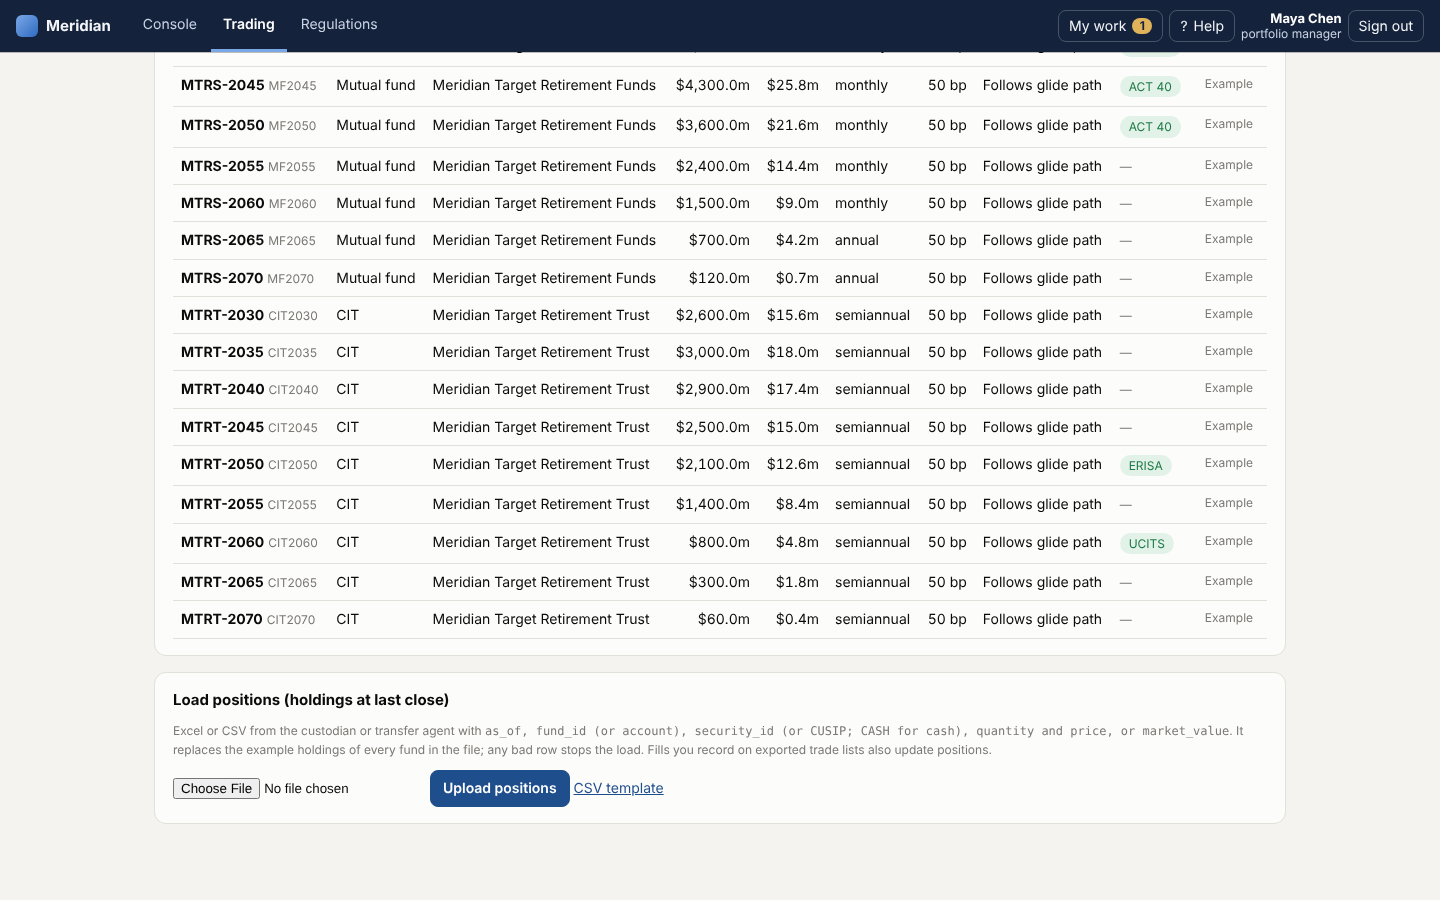 Meridian Console Trading Regulations My work 1 ? Help Maya Chen portfolio manager Sign out
MTRS-2045 MF2045 Mutual fund Meridian Target Retirement Funds $4,300.0m $25.8m monthly 50 bp Follows glide path ACT 40 Example
MTRS-2050 MF2050 Mutual fund Meridian Target Retirement Funds $3,600.0m $21.6m monthly 50 bp Follows glide path ACT 40 Example
MTRS-2055 MF2055 Mutual fund Meridian Target Retirement Funds $2,400.0m $14.4m monthly 50 bp Follows glide path — Example
MTRS-2060 MF2060 Mutual fund Meridian Target Retirement Funds $1,500.0m $9.0m monthly 50 bp Follows glide path — Example
MTRS-2065 MF2065 Mutual fund Meridian Target Retirement Funds $700.0m $4.2m annual 50 bp Follows glide path — Example
MTRS-2070 MF2070 Mutual fund Meridian Target Retirement Funds $120.0m $0.7m annual 50 bp Follows glide path — Example
MTRT-2030 CIT2030 CIT Meridian Target Retirement Trust $2,600.0m $15.6m semiannual 50 bp Follows glide path — Example
MTRT-2035 CIT2035 CIT Meridian Target Retirement Trust $3,000.0m $18.0m semiannual 50 bp Follows glide path — Example
MTRT-2040 CIT2040 CIT Meridian Target Retirement Trust $2,900.0m $17.4m semiannual 50 bp Follows glide path — Example
MTRT-2045 CIT2045 CIT Meridian Target Retirement Trust $2,500.0m $15.0m semiannual 50 bp Follows glide path — Example
MTRT-2050 CIT2050 CIT Meridian Target Retirement Trust $2,100.0m $12.6m semiannual 50 bp Follows glide path ERISA Example
MTRT-2055 CIT2055 CIT Meridian Target Retirement Trust $1,400.0m $8.4m semiannual 50 bp Follows glide path — Example
MTRT-2060 CIT2060 CIT Meridian Target Retirement Trust $800.0m $4.8m semiannual 50 bp Follows glide path UCITS Example
MTRT-2065 CIT2065 CIT Meridian Target Retirement Trust $300.0m $1.8m semiannual 50 bp Follows glide path — Example
MTRT-2070 CIT2070 CIT Meridian Target Retirement Trust $60.0m $0.4m semiannual 50 bp Follows glide path — Example
Load positions (holdings at last close)
Excel or CSV from the custodian or transfer agent with as_of, fund_id (or account), security_id (or CUSIP; CASH for cash), quantity and price, or market_value. It
replaces the example holdings of every fund in the file; any bad row stops the load. Fills you record on exported trade lists also update positions.
Choose File No file chosen Upload positions CSV template